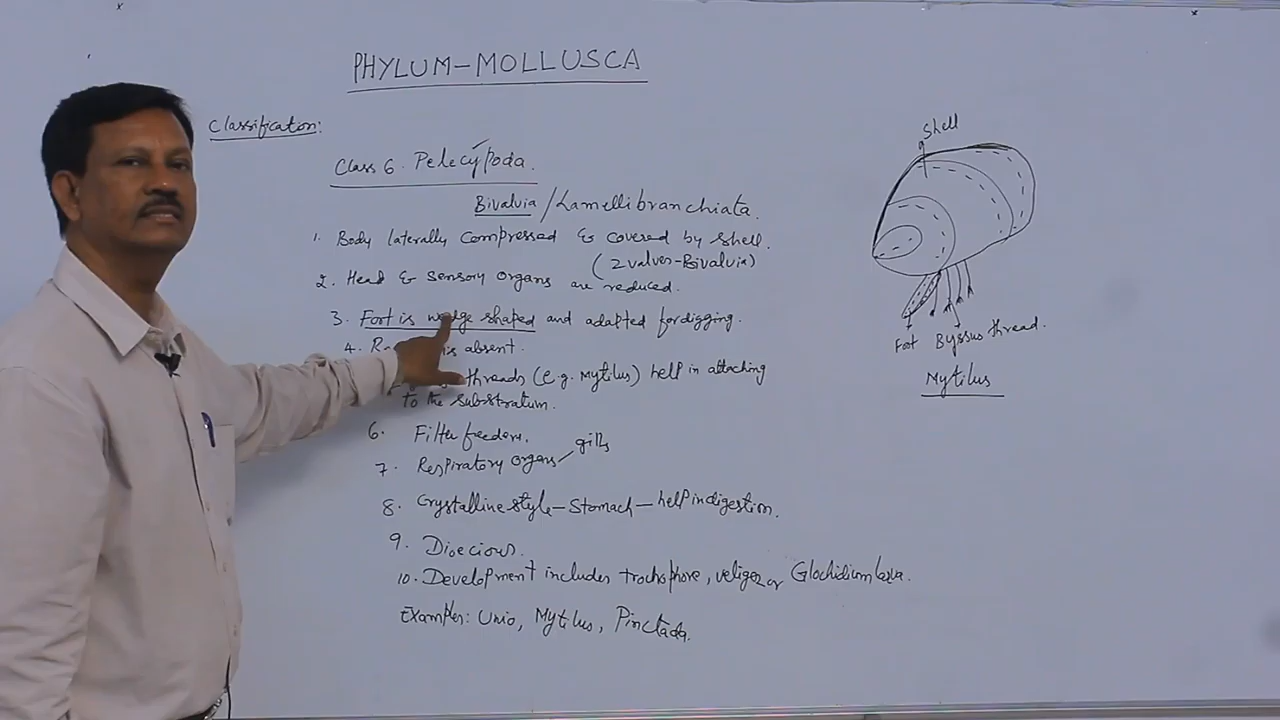 PHYLUM-MOLLUSCA
Classification:
Class 6. Pelecypoda.
Bivalvia/Lamellibranchiata.
1. Body laterally compressed & covered by shell.
(2valves-Bivalvia)
2. Head & sensory organs are reduced.
3. Foot is wedge shaped and adapted for digging.
4. is absent.
threads (e.g. Mytilus) help in attaching
to the substratum.
6. Filter feeders.
7. Respiratory organs gills
8. Crystalline style-Stomach-help in digestion.
9. Dioecious.
10. Development includes trochophore, veliger or Glochidium larva.
Examples: Unio, Mytilus, Pinctada.
Shell
Foot Byssus thread.
Mytilus